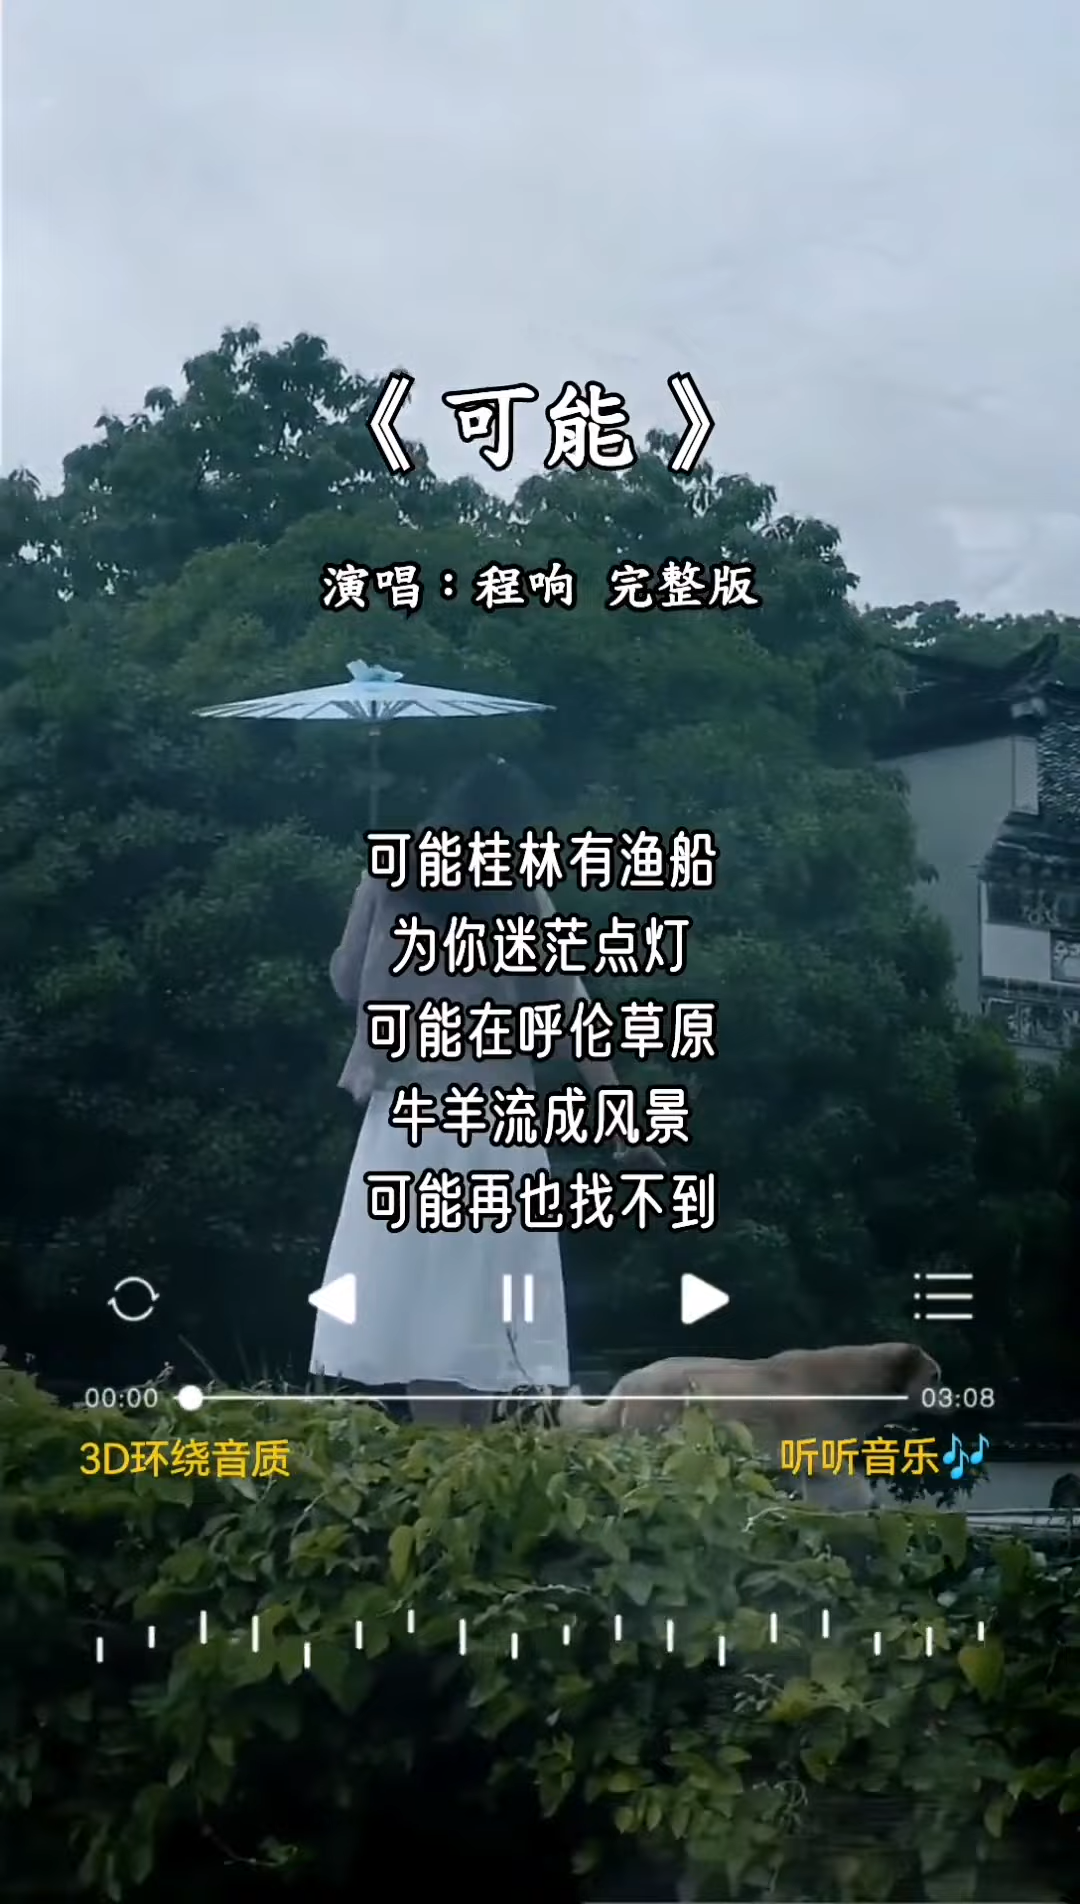 《可能》
演唱：程响 完整版
可能桂林有渔船
为你迷茫点灯
可能在呼伦草原
牛羊流成风景
可能再也找不到
00:00 03:08
3D环绕音质 听听音乐🎶